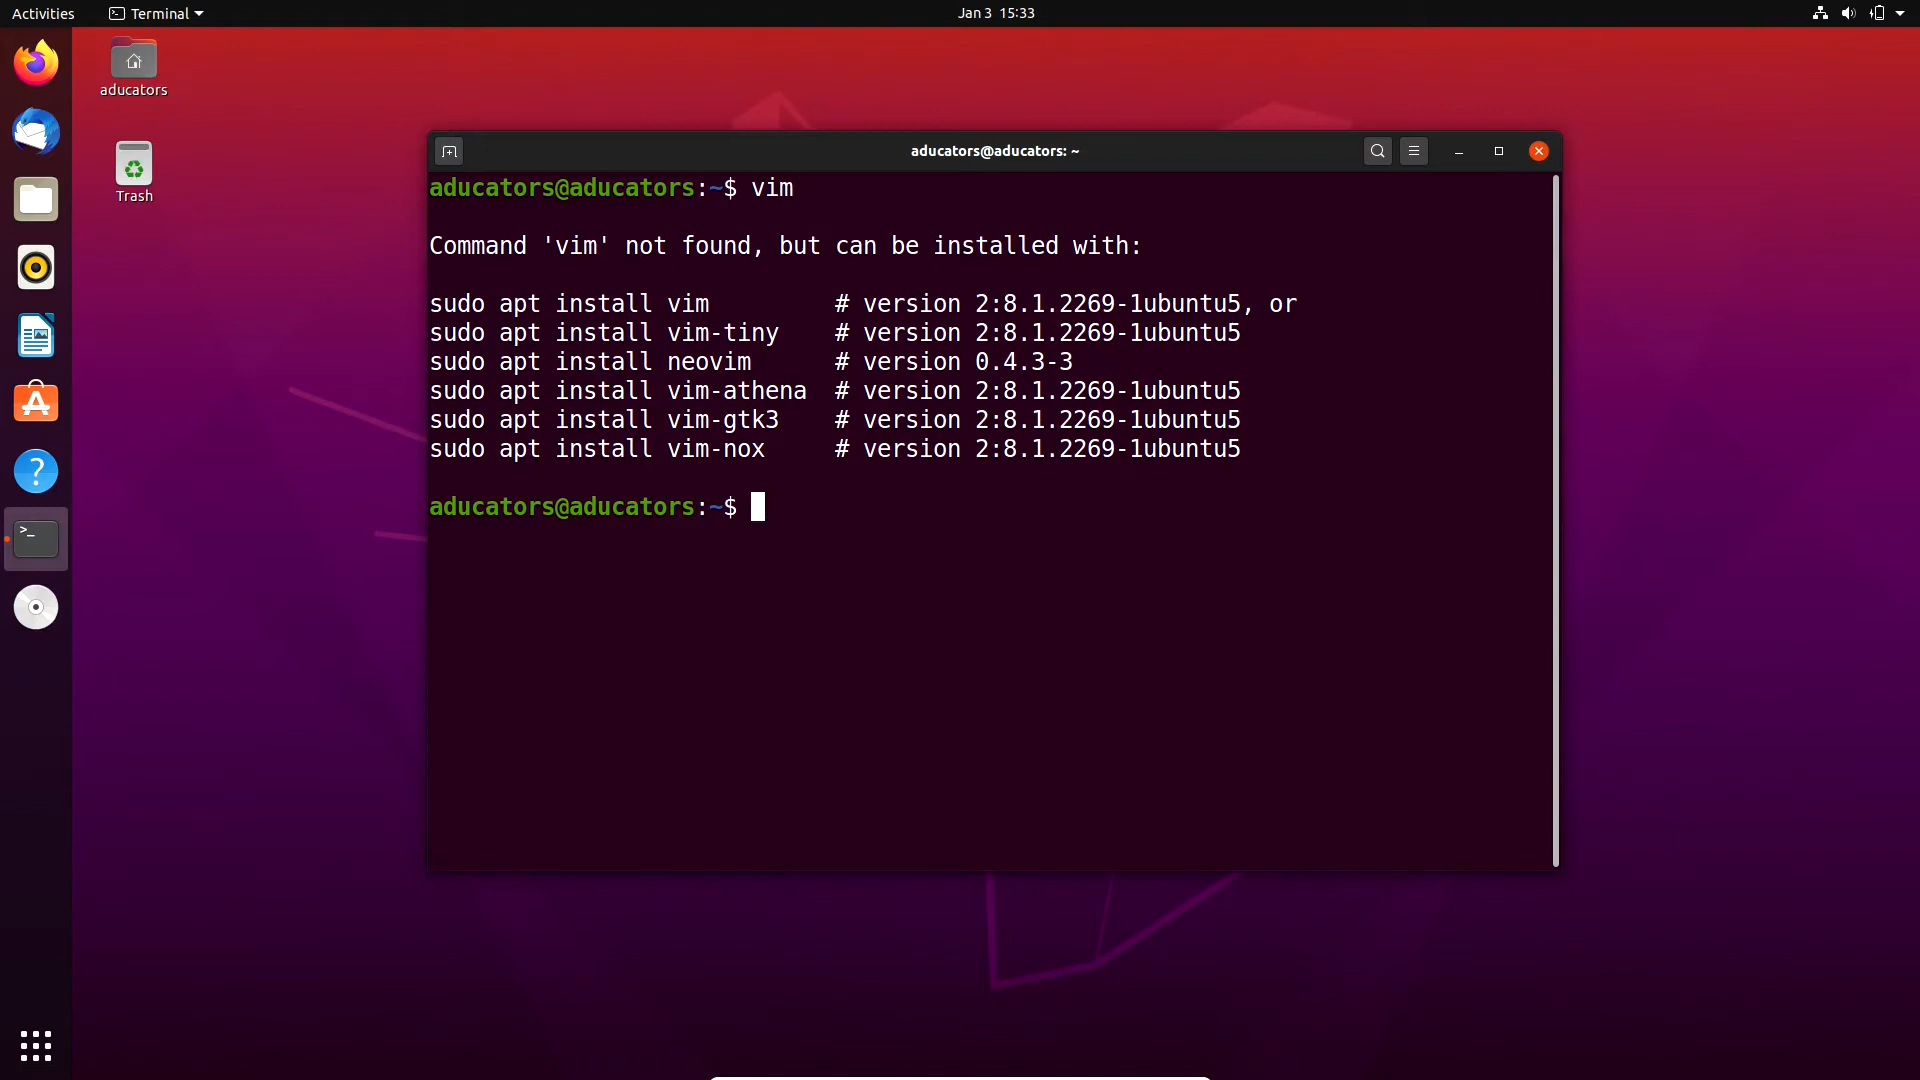 Activities
Terminal
Jan 3 15:33
aducators
Trash
aducators@aducators: ~
aducators@aducators:~$ vim
Command 'vim' not found, but can be installed with:
sudo apt install vim         # version 2:8.1.2269-1ubuntu5, or
sudo apt install vim-tiny    # version 2:8.1.2269-1ubuntu5
sudo apt install neovim      # version 0.4.3-3
sudo apt install vim-athena  # version 2:8.1.2269-1ubuntu5
sudo apt install vim-gtk3    # version 2:8.1.2269-1ubuntu5
sudo apt install vim-nox     # version 2:8.1.2269-1ubuntu5
aducators@aducators:~$